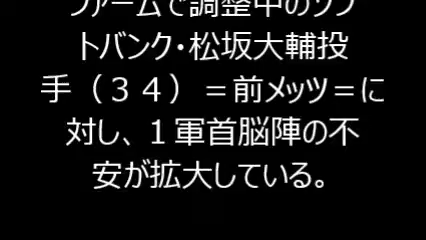 ファームで調整中のソフ
トバンク・松坂大輔投
手（３４）＝前メッツ＝に
対し、１軍首脳陣の不
安が拡大している。